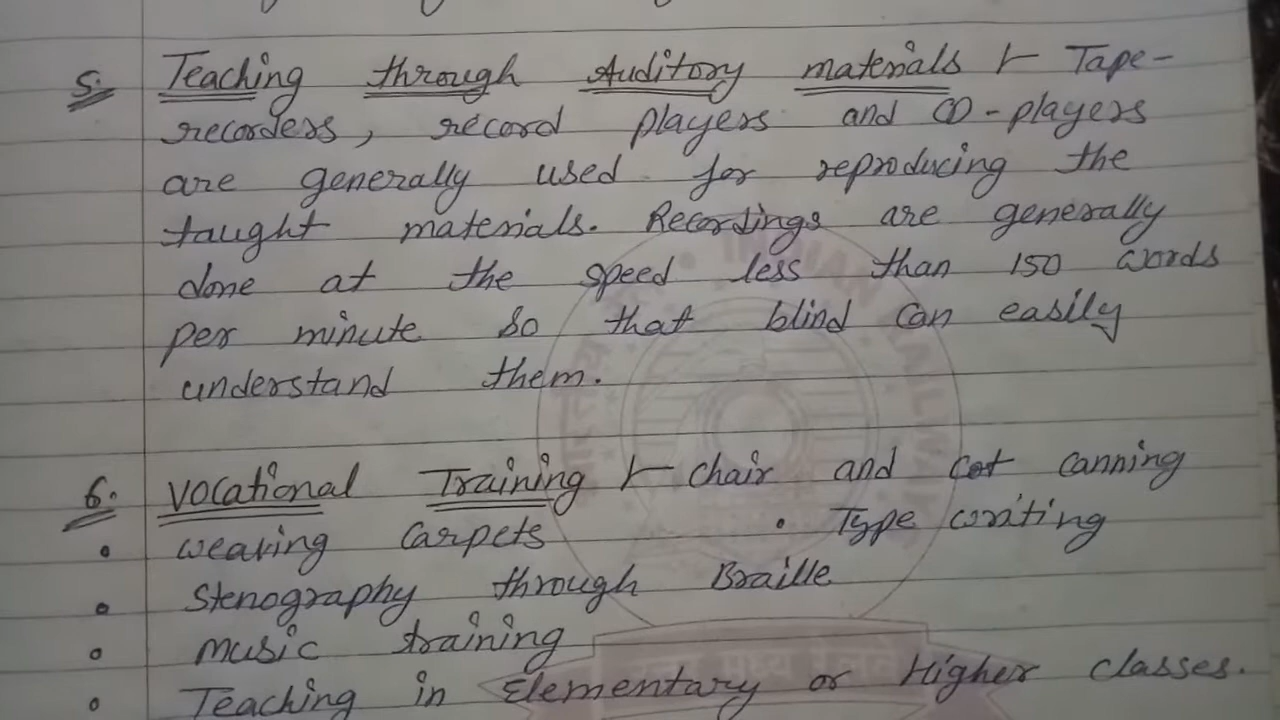 5. Teaching through Auditory materials :- Tape-
recorders, record players and CD-players
are generally used for reproducing the
taught materials. Recordings are generally
done at the speed less than 150 words
per minute so that blind can easily
understand them.
6. Vocational Training :- chair and cot canning
• weaving carpets • Type writing
• Stenography through Braille
• music training
• Teaching in Elementary or Higher classes.